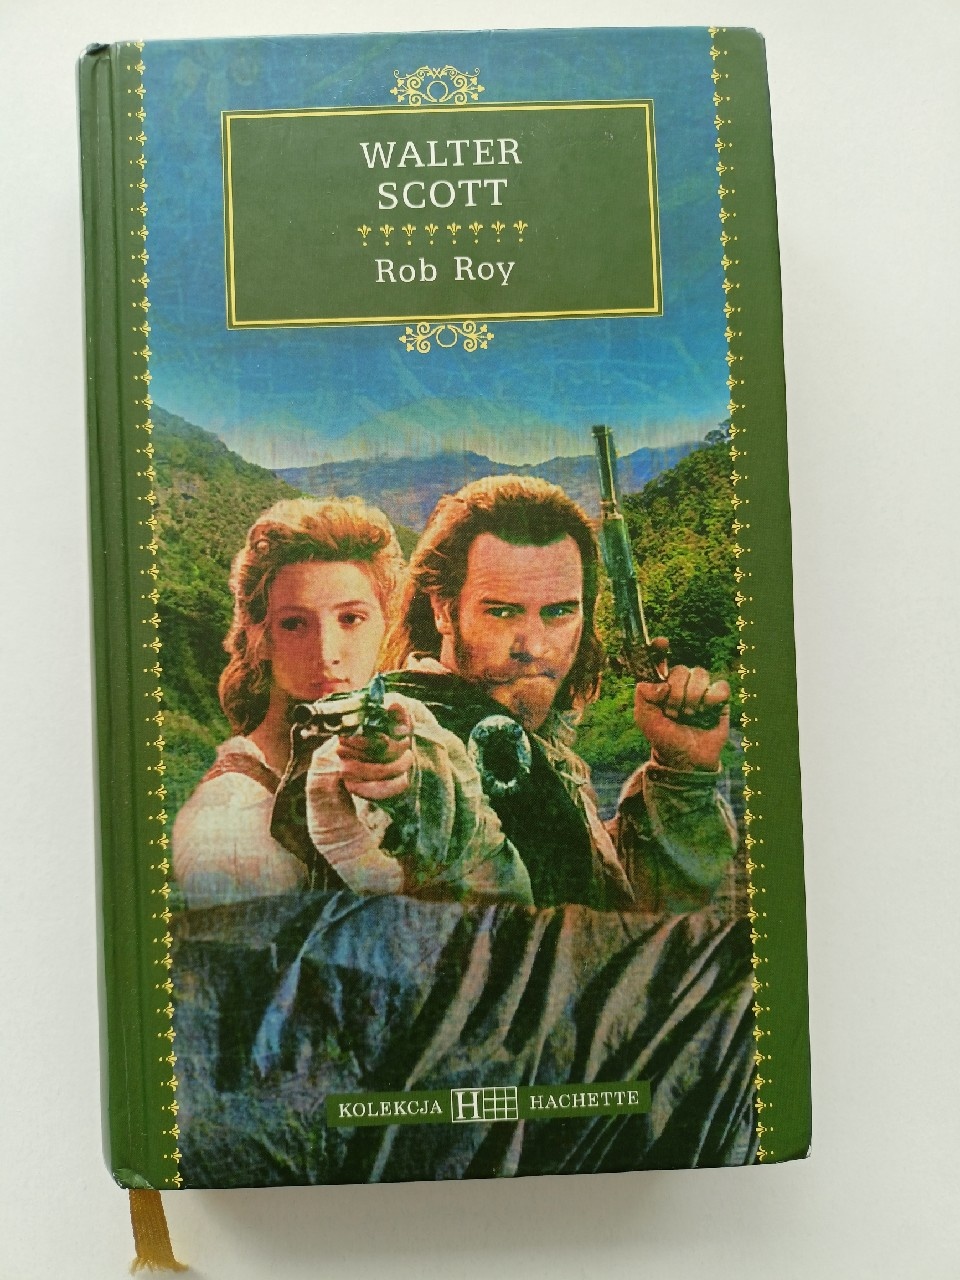 WALTER
SCOTT
Rob Roy
KOLEKCJA H HACHETTE